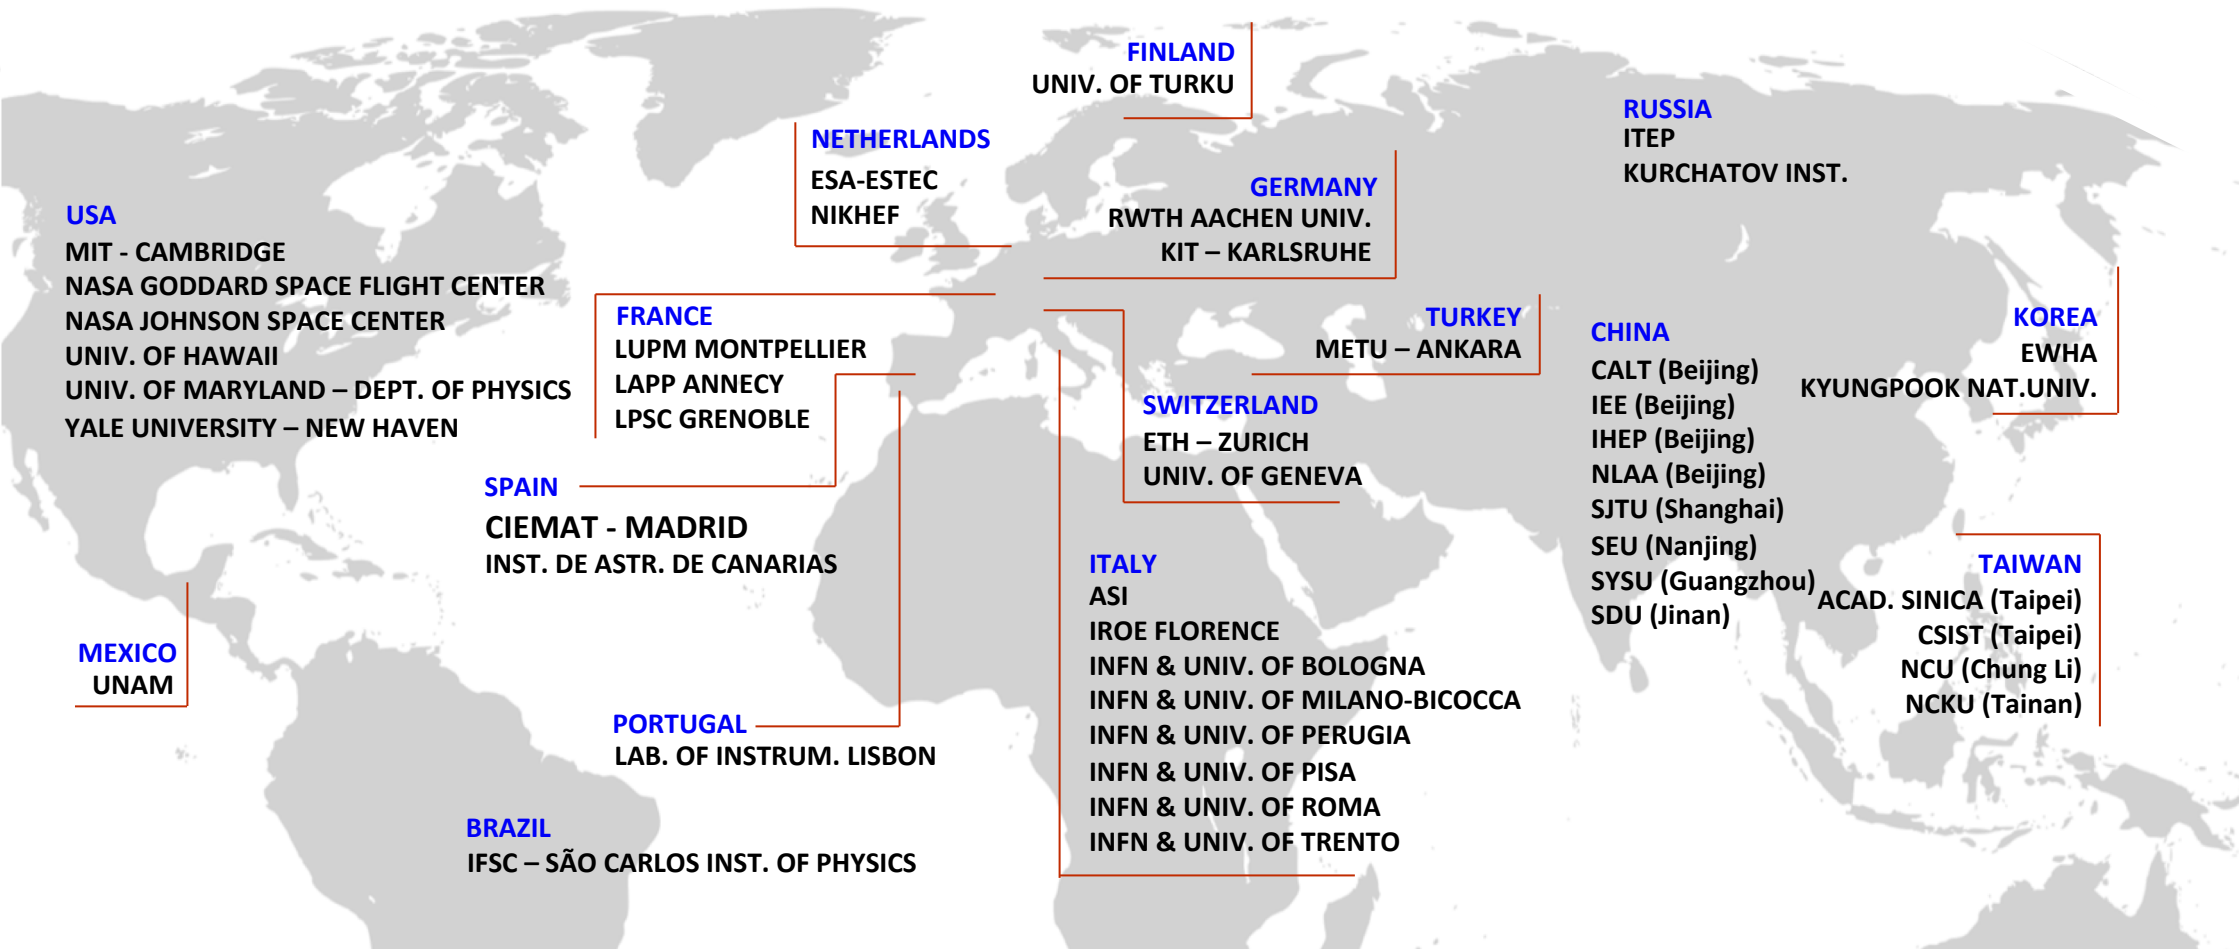 FINLAND
UNIV. OF TURKU
RUSSIA
ITEP
KURCHATOV INST.
NETHERLANDS
ESA-ESTEC
NIKHEF
GERMANY
RWTH AACHEN UNIV.
KIT – KARLSRUHE
USA
MIT - CAMBRIDGE
NASA GODDARD SPACE FLIGHT CENTER
NASA JOHNSON SPACE CENTER
UNIV. OF HAWAII
UNIV. OF MARYLAND – DEPT. OF PHYSICS
YALE UNIVERSITY – NEW HAVEN
FRANCE
LUPM MONTPELLIER
LAPP ANNECY
LPSC GRENOBLE
TURKEY
METU – ANKARA
SWITZERLAND
ETH – ZURICH
UNIV. OF GENEVA
CHINA
CALT (Beijing)
IEE (Beijing)
IHEP (Beijing)
NLAA (Beijing)
SJTU (Shanghai)
SEU (Nanjing)
SYSU (Guangzhou)
SDU (Jinan)
KOREA
EWHA
KYUNGPOOK NAT.UNIV.
SPAIN
CIEMAT - MADRID
INST. DE ASTR. DE CANARIAS
ITALY
ASI
IROE FLORENCE
INFN & UNIV. OF BOLOGNA
INFN & UNIV. OF MILANO-BICOCCA
INFN & UNIV. OF PERUGIA
INFN & UNIV. OF PISA
INFN & UNIV. OF ROMA
INFN & UNIV. OF TRENTO
TAIWAN
ACAD. SINICA (Taipei)
CSIST (Taipei)
NCU (Chung Li)
NCKU (Tainan)
MEXICO
UNAM
PORTUGAL
LAB. OF INSTRUM. LISBON
BRAZIL
IFSC – SÃO CARLOS INST. OF PHYSICS